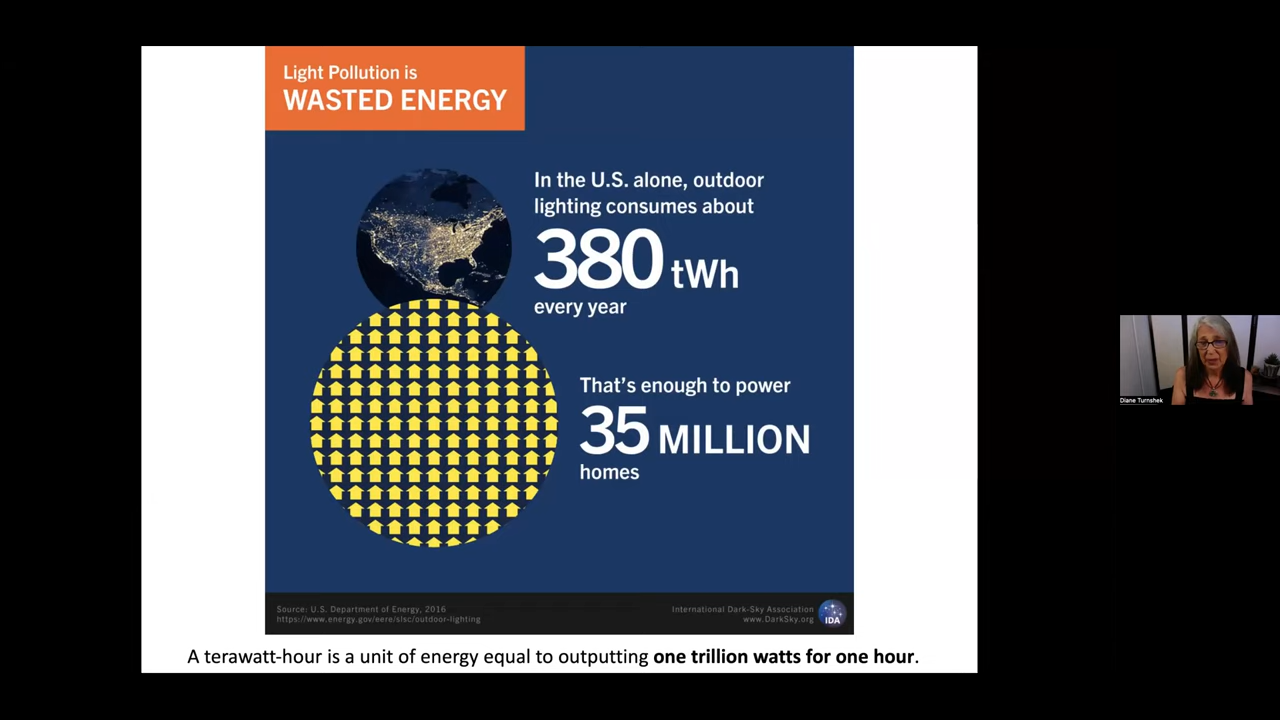 Light Pollution is
WASTED ENERGY
In the U.S. alone, outdoor
lighting consumes about
380 tWh
every year
That's enough to power
35 MILLION
homes
Source: U.S. Department of Energy, 2016
https://www.energy.gov/eere/slsc/outdoor-lighting
International Dark-Sky Association
www.DarkSky.org
IDA
A terawatt-hour is a unit of energy equal to outputting one trillion watts for one hour.
Diane Turnshek